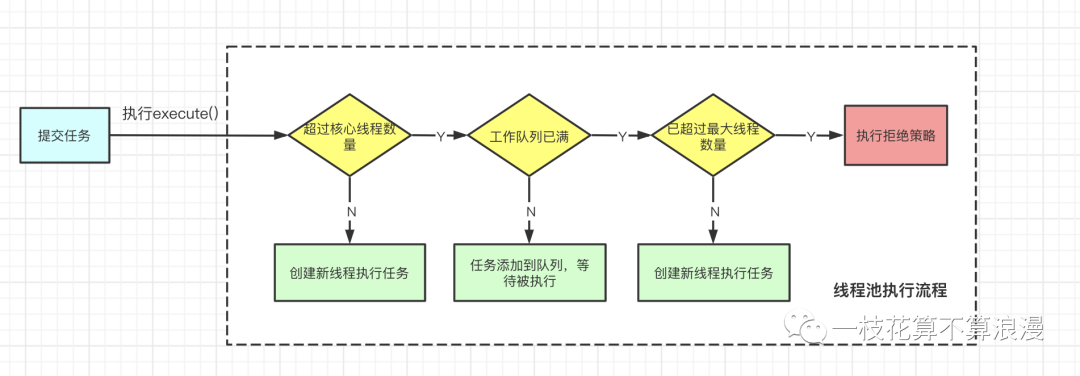 提交任务
执行execute()
超过核心线程数
量
Y
工作队列已满
Y
已超过最大线程
数量
Y
执行拒绝策略
N
N
N
创建新线程执行任务
任务添加到队列，等
待被执行
创建新线程执行任务
线程池执行流程
一枝花算不算浪漫